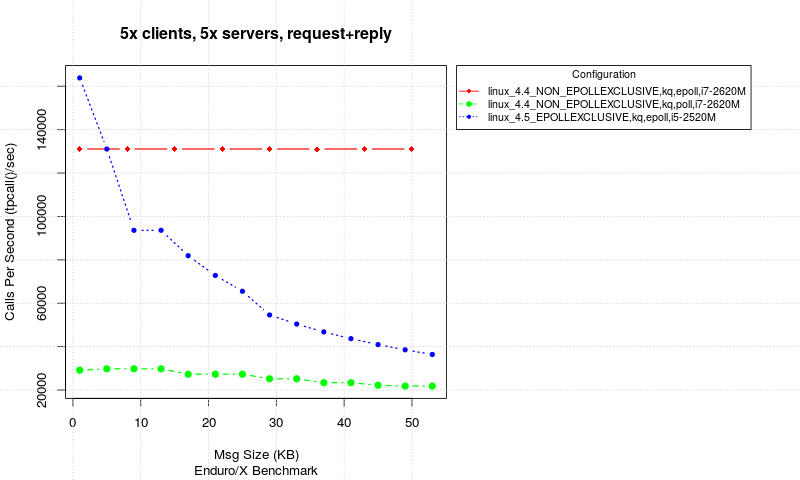 5x clients, 5x servers, request+reply
Configuration
linux_4.4_NON_EPOLLEXCLUSIVE,kq,epoll,i7-2620M
linux_4.4_NON_EPOLLEXCLUSIVE,kq,poll,i7-2620M
linux_4.5_EPOLLEXCLUSIVE,kq,epoll,i5-2520M
Calls Per Second (tpcall()/sec)
140000
100000
60000
20000
0 10 20 30 40 50
Msg Size (KB)
Enduro/X Benchmark